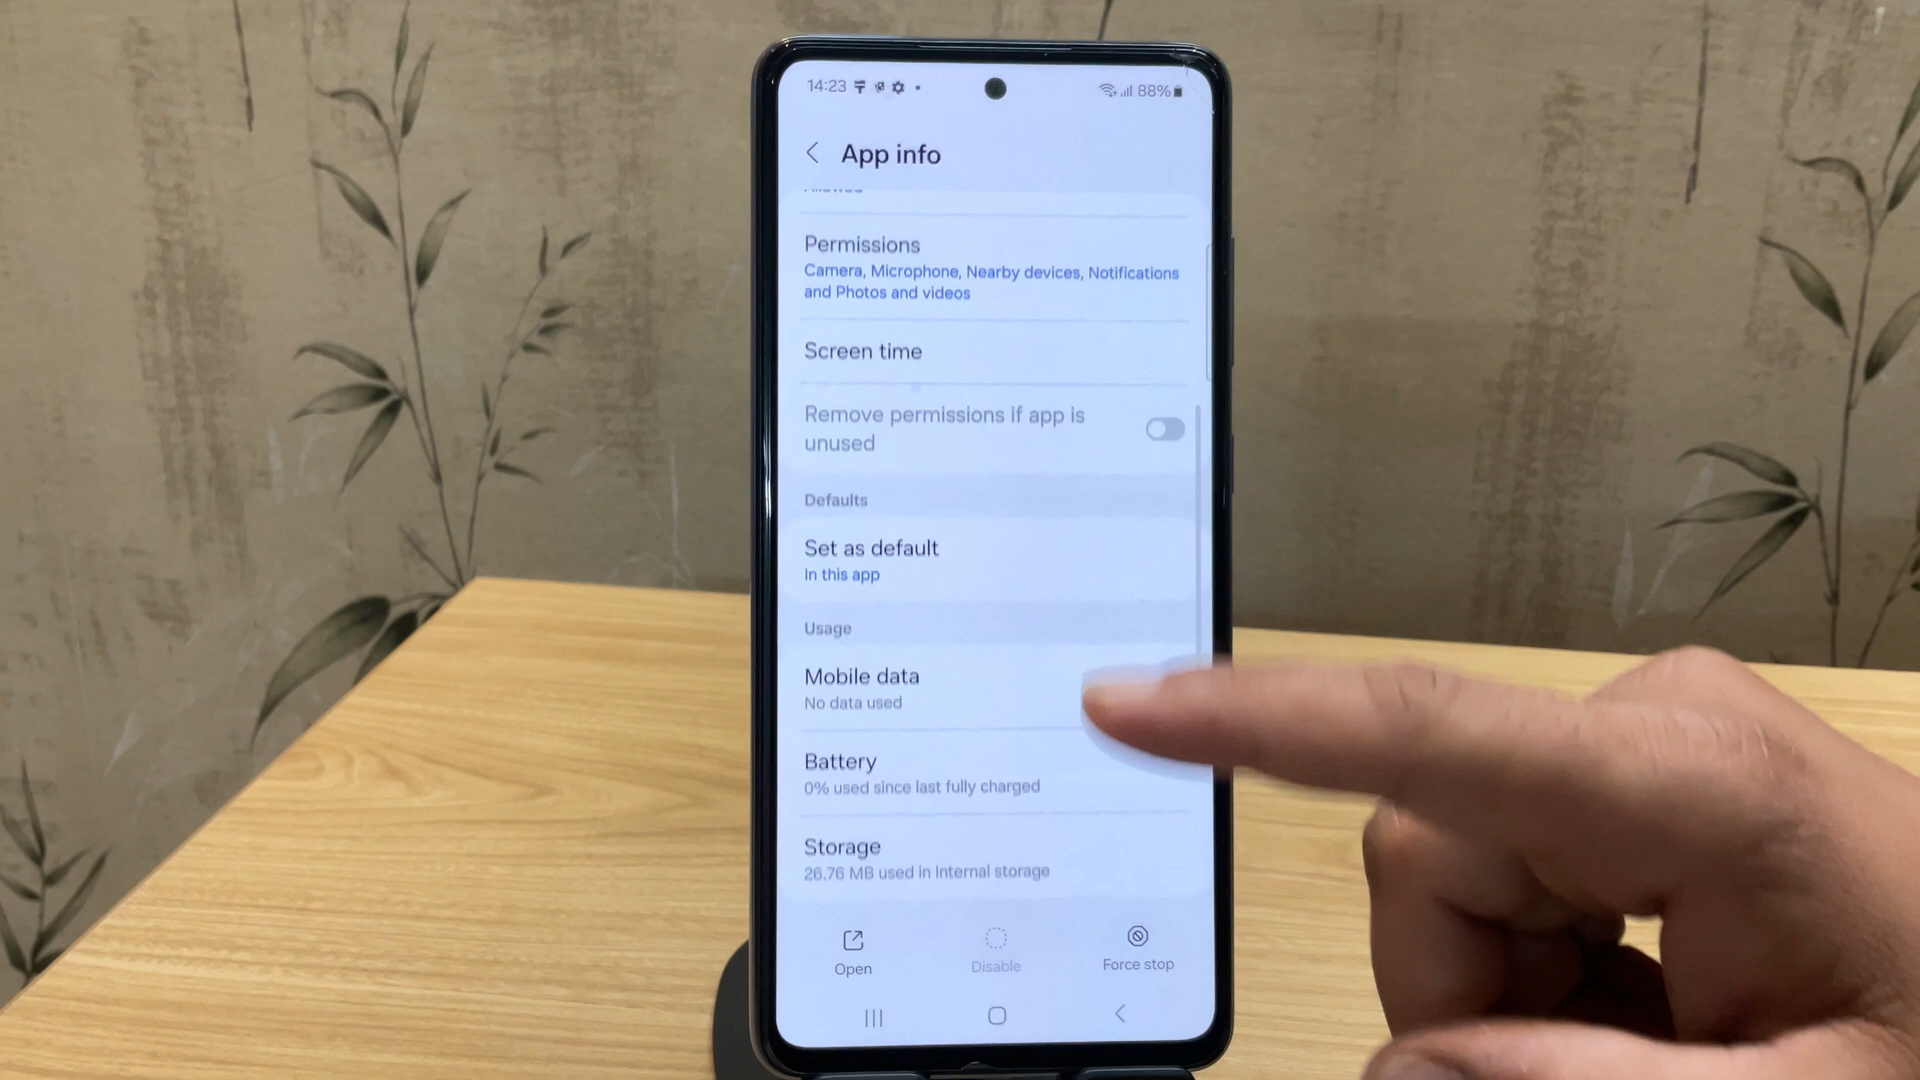 14:23
88%
App info
Permissions
Camera, Microphone, Nearby devices, Notifications
and Photos and videos
Screen time
Remove permissions if app is
unused
Defaults
Set as default
In this app
Usage
Mobile data
No data used
Battery
0% used since last fully charged
Storage
26.76 MB used in Internal storage
Open
Disable
Force stop